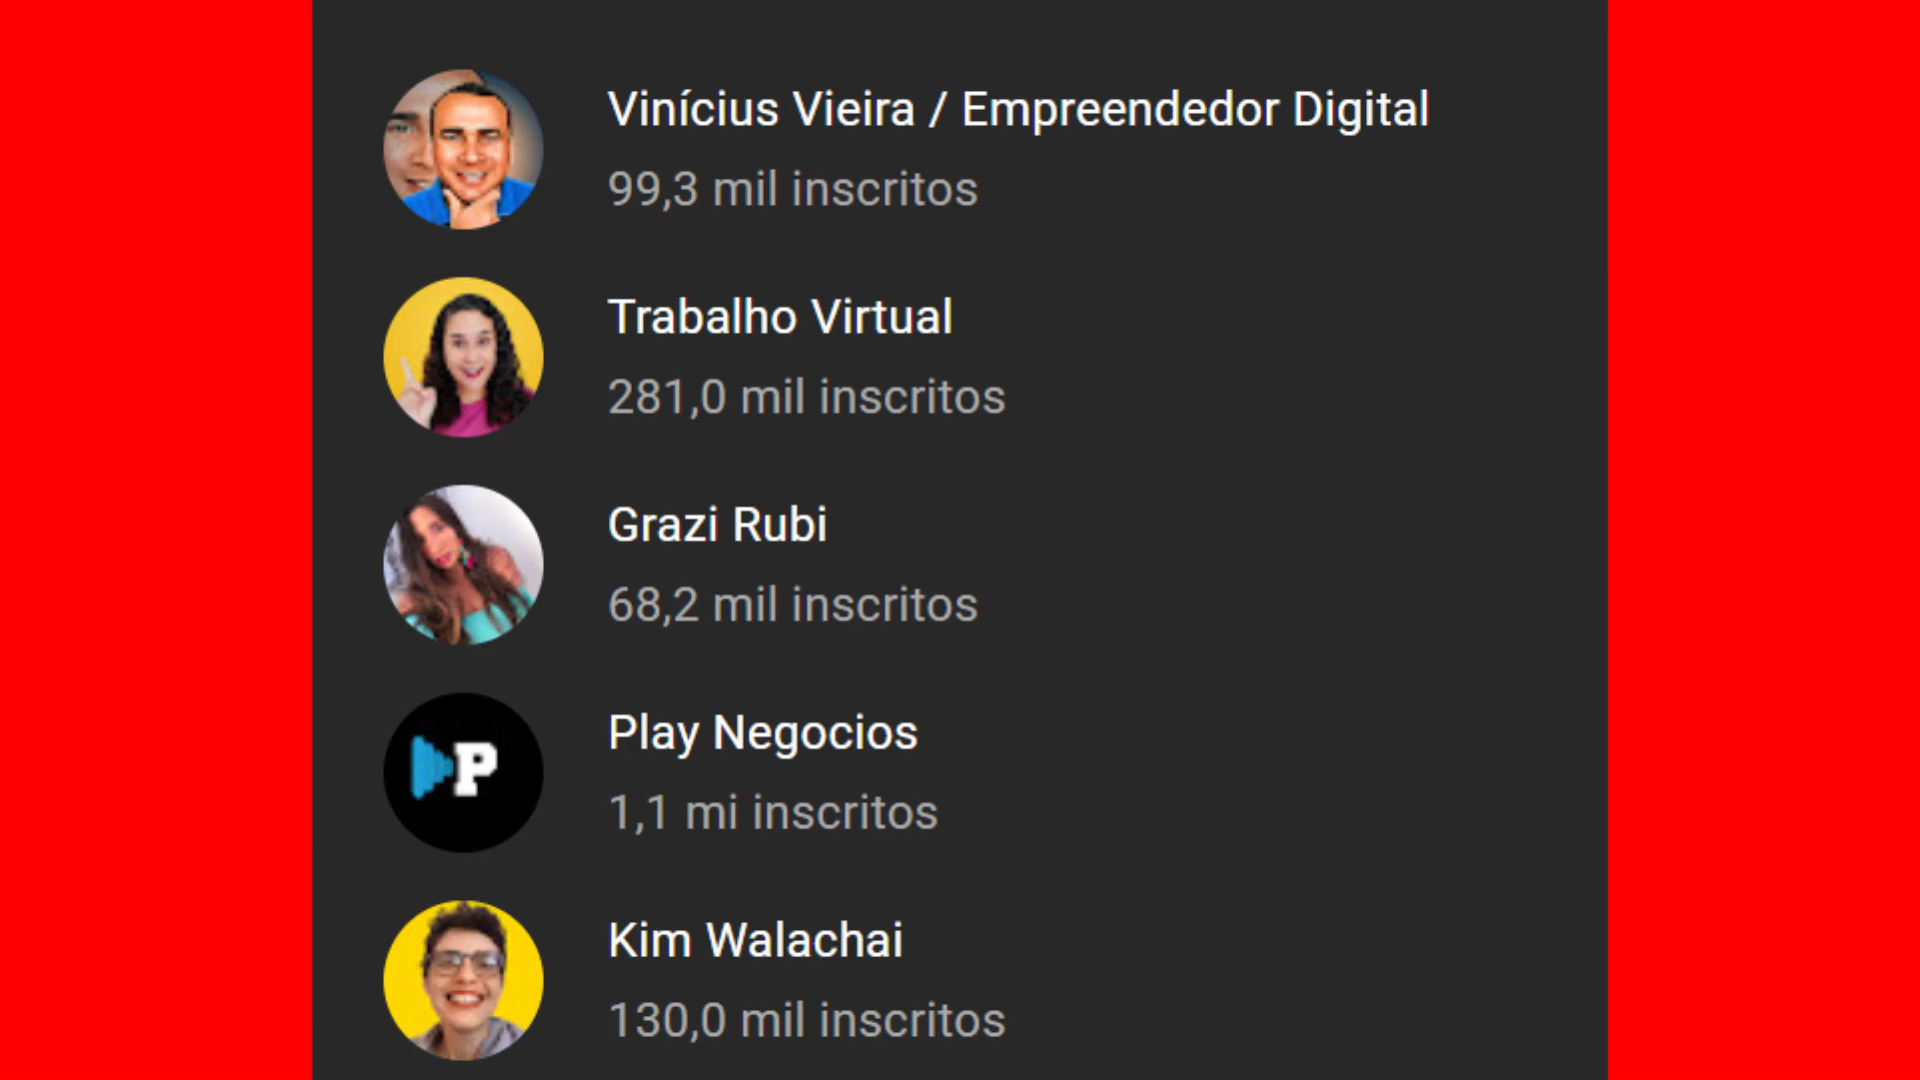 Vinícius Vieira / Empreendedor Digital
99,3 mil inscritos
Trabalho Virtual
281,0 mil inscritos
Grazi Rubi
68,2 mil inscritos
Play Negocios
1,1 mi inscritos
P
Kim Walachai
130,0 mil inscritos